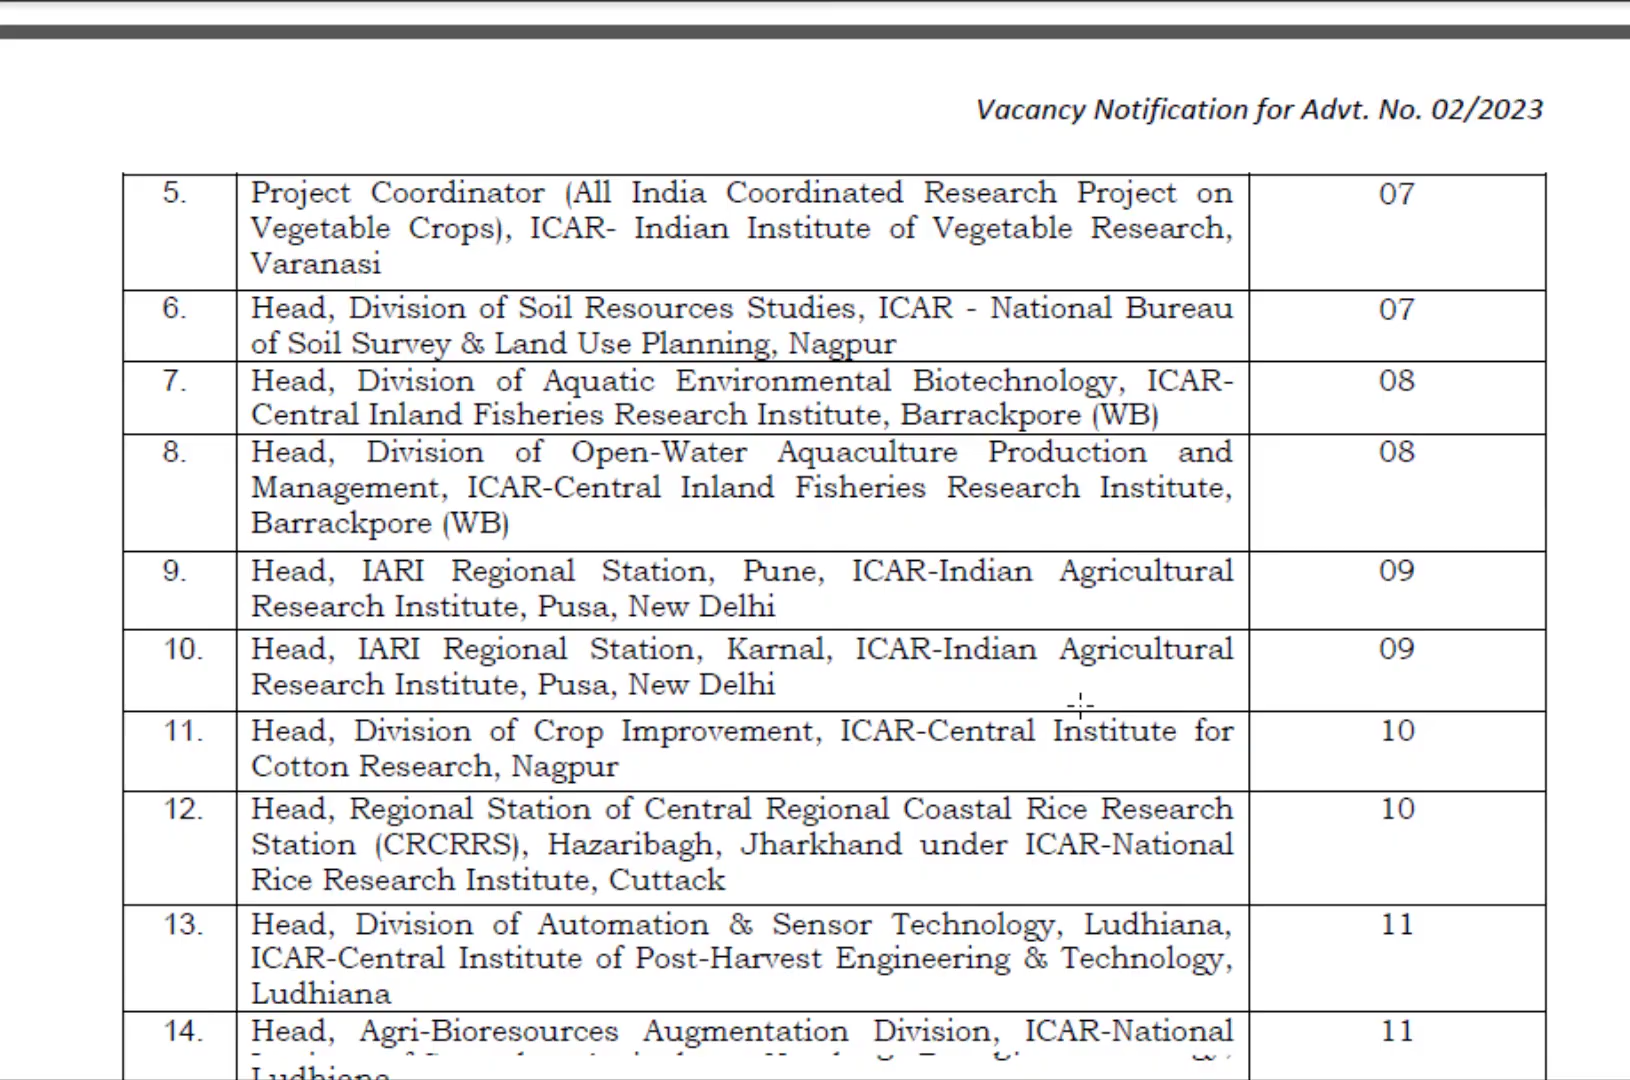 Vacancy Notification for Advt. No. 02/2023
5. Project Coordinator (All India Coordinated Research Project on 07
Vegetable Crops), ICAR- Indian Institute of Vegetable Research,
Varanasi
6. Head, Division of Soil Resources Studies, ICAR - National Bureau 07
of Soil Survey & Land Use Planning, Nagpur
7. Head, Division of Aquatic Environmental Biotechnology, ICAR- 08
Central Inland Fisheries Research Institute, Barrackpore (WB)
8. Head, Division of Open-Water Aquaculture Production and 08
Management, ICAR-Central Inland Fisheries Research Institute,
Barrackpore (WB)
9. Head, IARI Regional Station, Pune, ICAR-Indian Agricultural 09
Research Institute, Pusa, New Delhi
10. Head, IARI Regional Station, Karnal, ICAR-Indian Agricultural 09
Research Institute, Pusa, New Delhi
11. Head, Division of Crop Improvement, ICAR-Central Institute for 10
Cotton Research, Nagpur
12. Head, Regional Station of Central Regional Coastal Rice Research 10
Station (CRCRRS), Hazaribagh, Jharkhand under ICAR-National
Rice Research Institute, Cuttack
13. Head, Division of Automation & Sensor Technology, Ludhiana, 11
ICAR-Central Institute of Post-Harvest Engineering & Technology,
Ludhiana
14. Head, Agri-Bioresources Augmentation Division, ICAR-National 11
Ludhiana